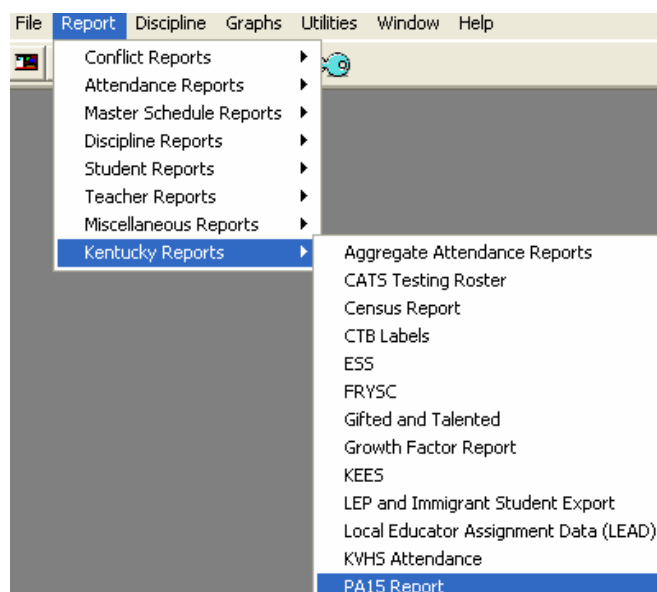 File Report Discipline Graphs Utilities Window Help
Conflict Reports
Attendance Reports
Master Schedule Reports
Discipline Reports
Student Reports
Teacher Reports
Miscellaneous Reports
Kentucky Reports
Aggregate Attendance Reports
CATS Testing Roster
Census Report
CTB Labels
ESS
FRYSC
Gifted and Talented
Growth Factor Report
KEES
LEP and Immigrant Student Export
Local Educator Assignment Data (LEAD)
KVHS Attendance
PA15 Report